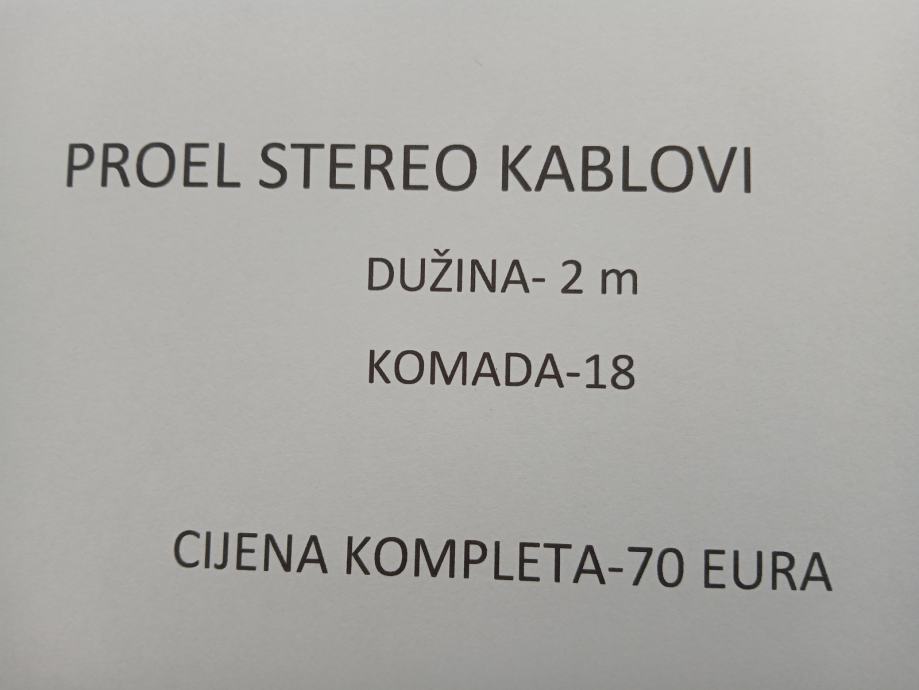 PROEL STEREO KABLOVI
DUŽINA- 2 m
KOMADA-18
CIJENA KOMPLETA-70 EURA